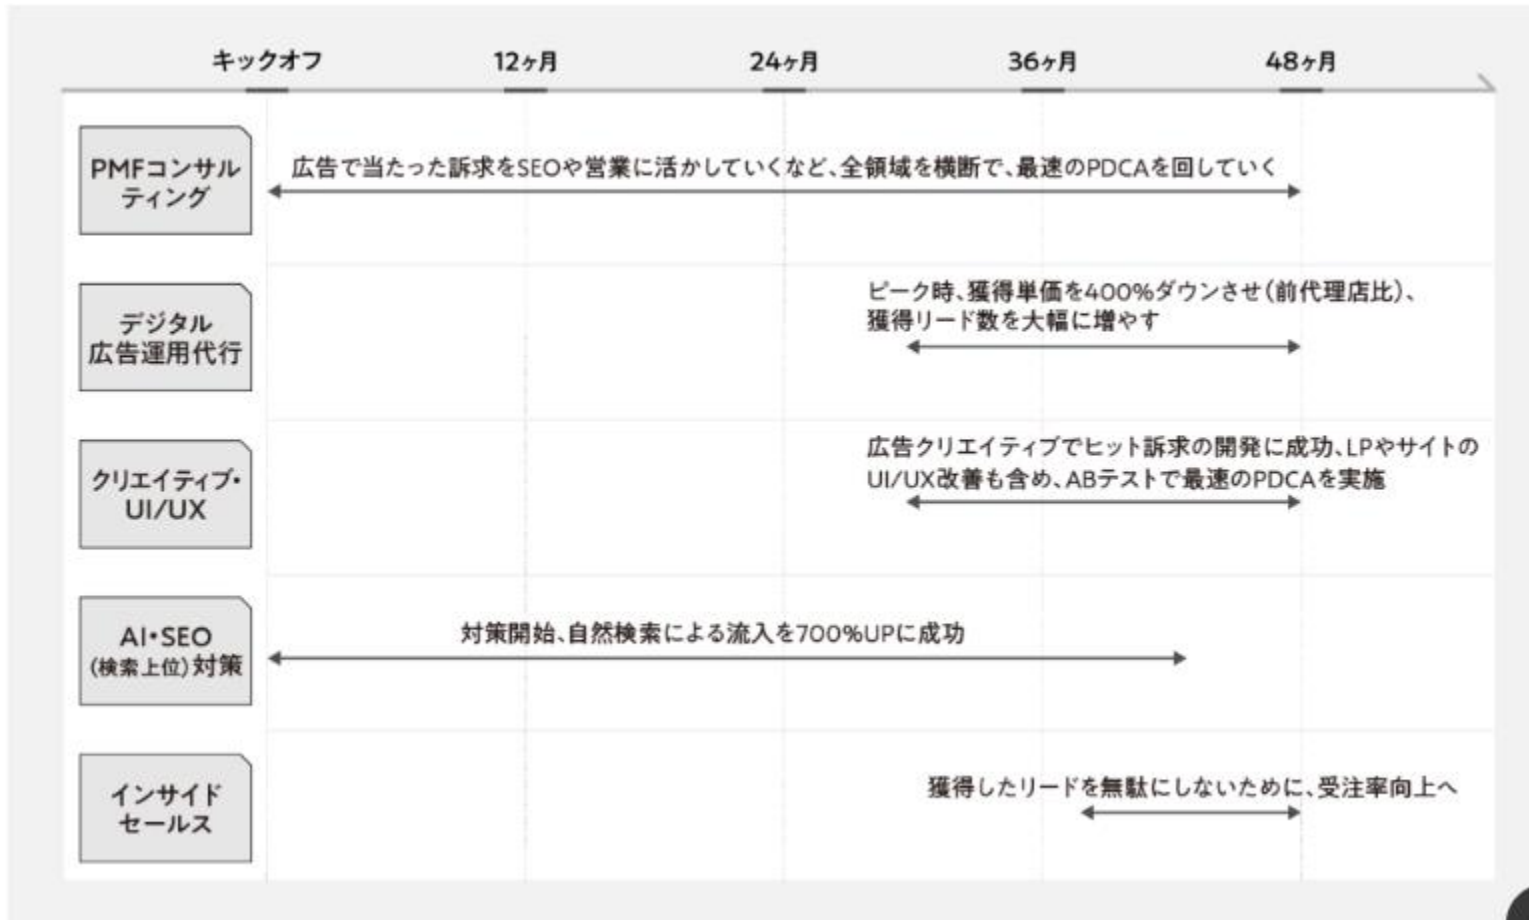 キックオフ
12ヶ月
24ヶ月
36ヶ月
48ヶ月
PMFコンサル
ティング
広告で当たった訴求をSEOや営業に活かしていくなど、全領域を横断で、最速のPDCAを回していく
デジタル
広告運用代行
ピーク時、獲得単価を400%ダウンさせ(前代理店比)、
獲得リード数を大幅に増やす
クリエイティブ・
UI/UX
広告クリエイティブでヒット訴求の開発に成功、LPやサイトの
UI/UX改善も含め、ABテストで最速のPDCAを実施
AI・SEO
(検索上位)対策
対策開始、自然検索による流入を700%UPに成功
インサイド
セールス
獲得したリードを無駄にしないために、受注率向上へ